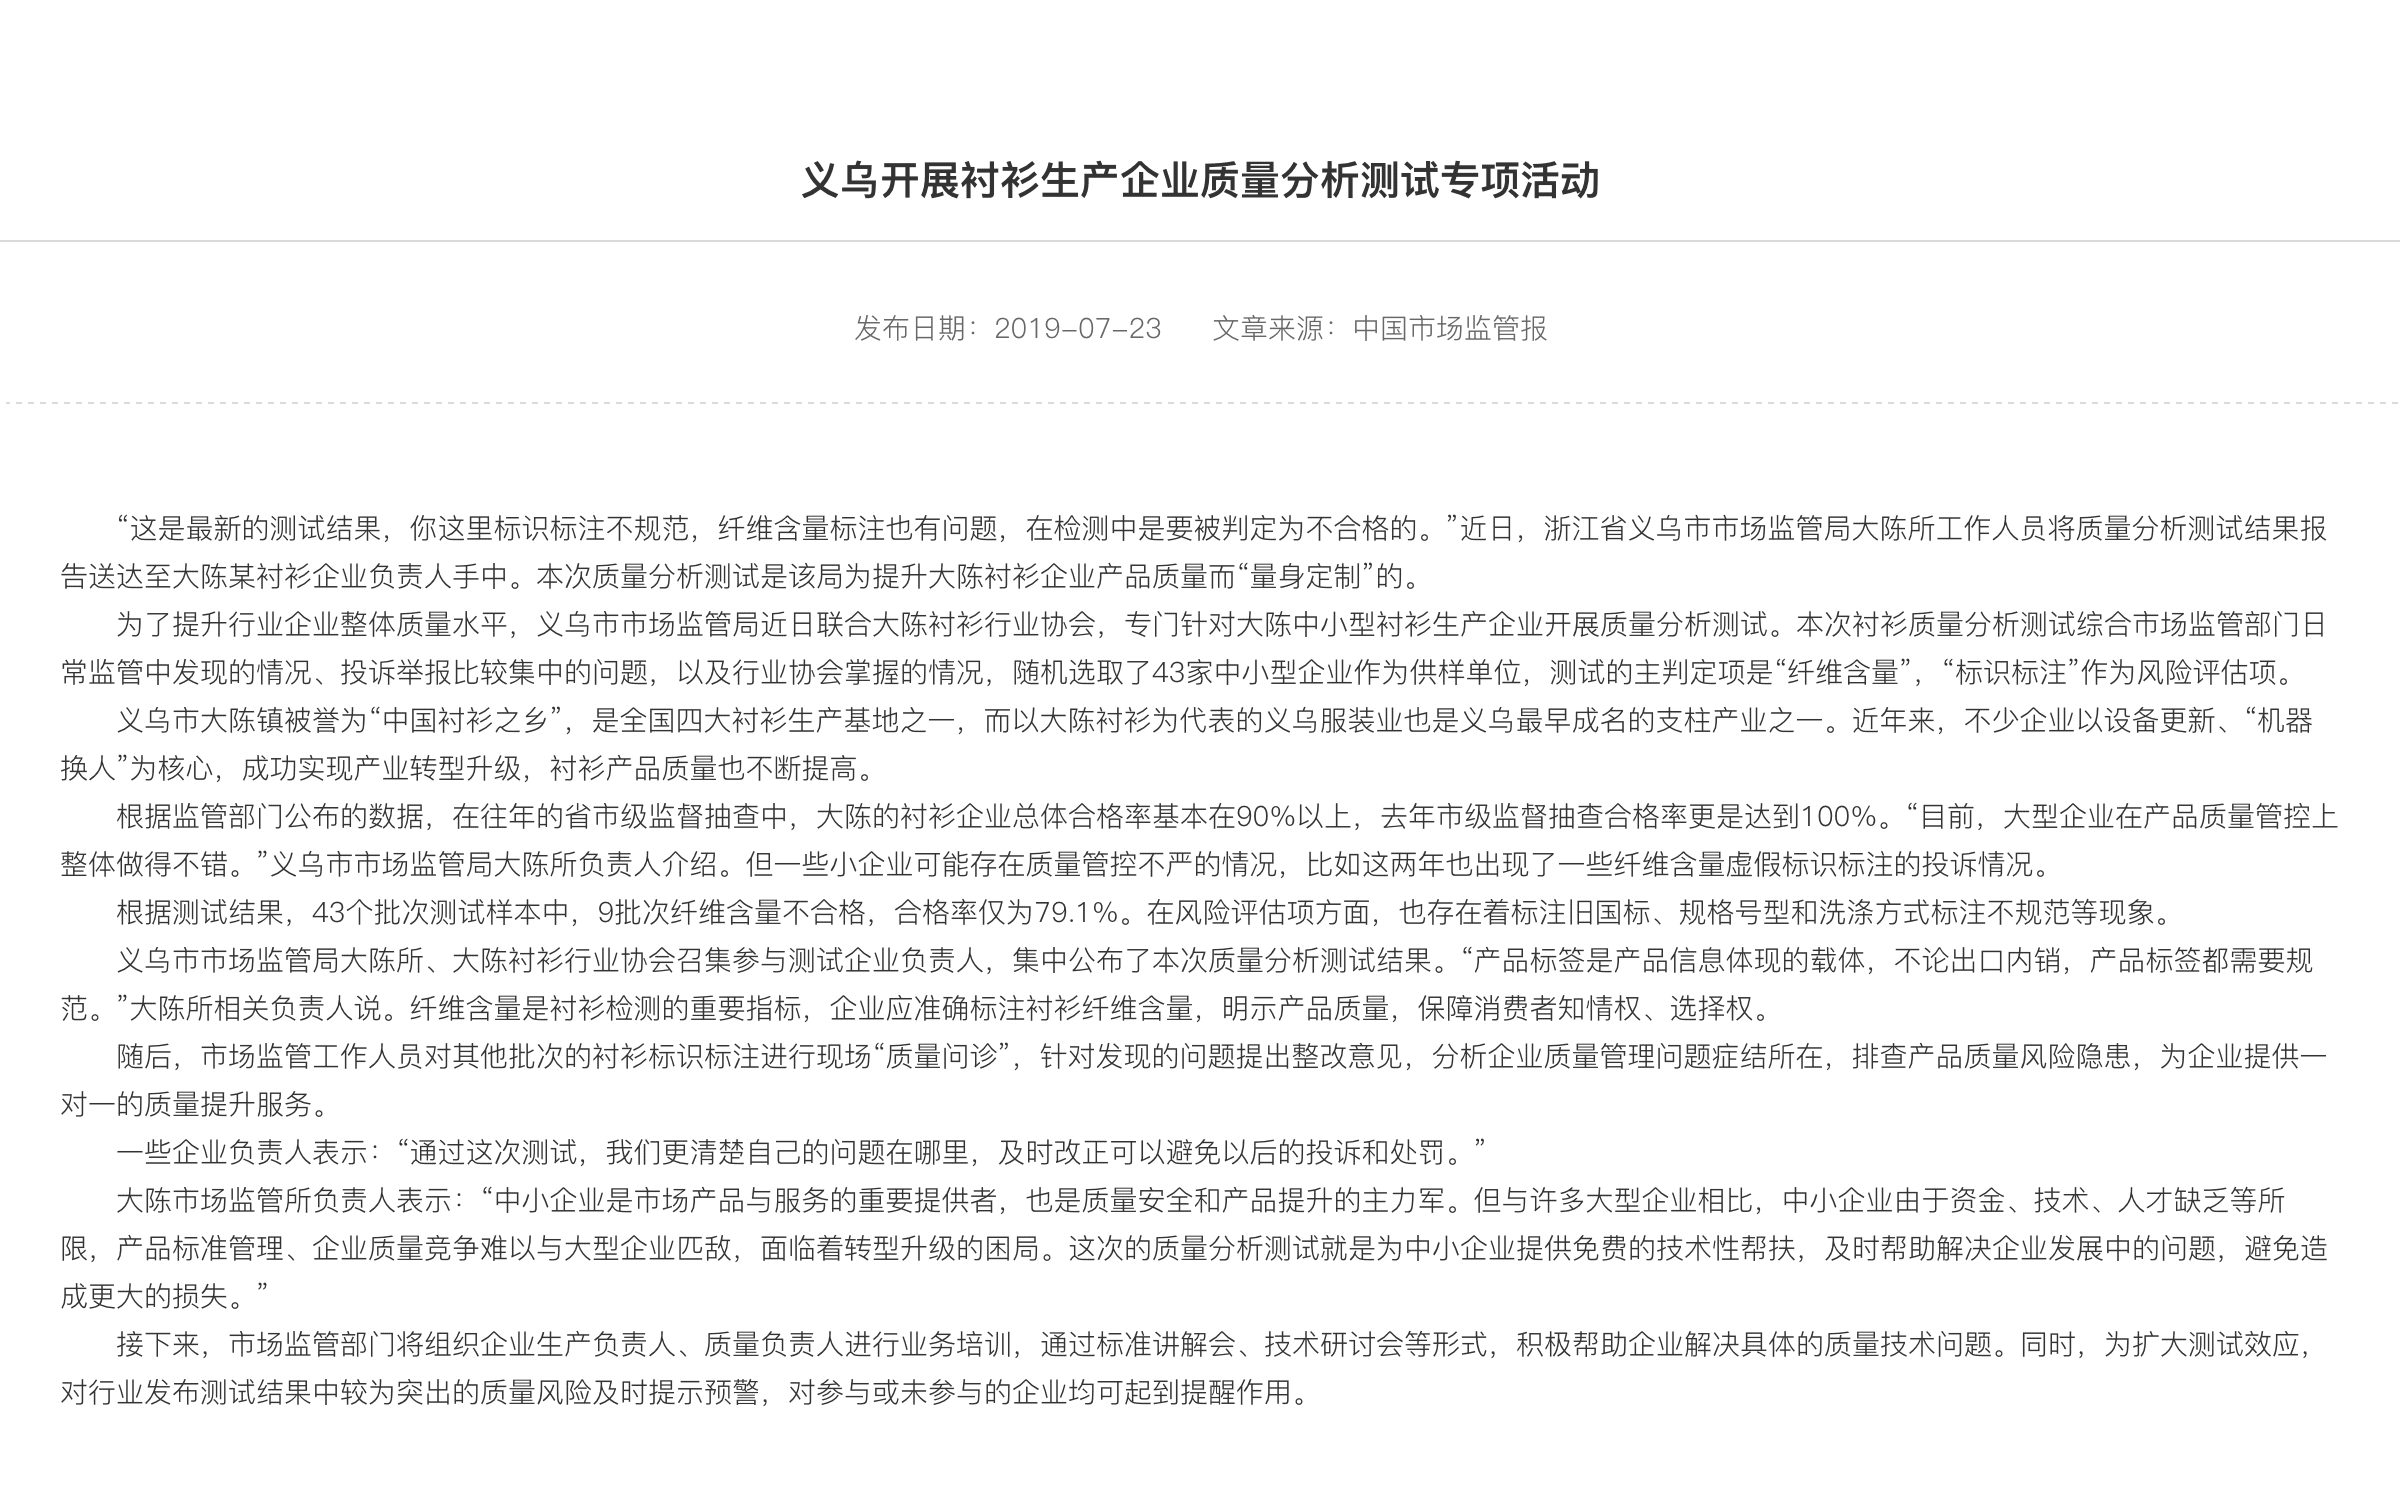 义乌开展衬衫生产企业质量分析测试专项活动
发布日期：2019-07-23 文章来源：中国市场监管报
“这是最新的测试结果，你这里标识标注不规范，纤维含量标注也有问题，在检测中是要被判定为不合格的。”近日，浙江省义乌市市场监管局大陈所工作人员将质量分析测试结果报
告送达至大陈某衬衫企业负责人手中。本次质量分析测试是该局为提升大陈衬衫企业产品质量而“量身定制”的。
为了提升行业企业整体质量水平，义乌市市场监管局近日联合大陈衬衫行业协会，专门针对大陈中小型衬衫生产企业开展质量分析测试。本次衬衫质量分析测试综合市场监管部门日
常监管中发现的情况、投诉举报比较集中的问题，以及行业协会掌握的情况，随机选取了43家中小型企业作为供样单位，测试的主判定项是“纤维含量”，“标识标注”作为风险评估项。
义乌市大陈镇被誉为“中国衬衫之乡”，是全国四大衬衫生产基地之一，而以大陈衬衫为代表的义乌服装业也是义乌最早成名的支柱产业之一。近年来，不少企业以设备更新、“机器
换人”为核心，成功实现产业转型升级，衬衫产品质量也不断提高。
根据监管部门公布的数据，在往年的省市级监督抽查中，大陈的衬衫企业总体合格率基本在90%以上，去年市级监督抽查合格率更是达到100%。“目前，大型企业在产品质量管控上
整体做得不错。”义乌市市场监管局大陈所负责人介绍。但一些小企业可能存在质量管控不严的情况，比如这两年也出现了一些纤维含量虚假标识标注的投诉情况。
根据测试结果，43个批次测试样本中，9批次纤维含量不合格，合格率仅为79.1%。在风险评估项方面，也存在着标注旧国标、规格号型和洗涤方式标注不规范等现象。
义乌市市场监管局大陈所、大陈衬衫行业协会召集参与测试企业负责人，集中公布了本次质量分析测试结果。“产品标签是产品信息体现的载体，不论出口内销，产品标签都需要规
范。”大陈所相关负责人说。纤维含量是衬衫检测的重要指标，企业应准确标注衬衫纤维含量，明示产品质量，保障消费者知情权、选择权。
随后，市场监管工作人员对其他批次的衬衫标识标注进行现场“质量问诊”，针对发现的问题提出整改意见，分析企业质量管理问题症结所在，排查产品质量风险隐患，为企业提供一
对一的质量提升服务。
一些企业负责人表示：“通过这次测试，我们更清楚自己的问题在哪里，及时改正可以避免以后的投诉和处罚。”
大陈市场监管所负责人表示：“中小企业是市场产品与服务的重要提供者，也是质量安全和产品提升的主力军。但与许多大型企业相比，中小企业由于资金、技术、人才缺乏等所
限，产品标准管理、企业质量竞争难以与大型企业匹敌，面临着转型升级的困局。这次的质量分析测试就是为中小企业提供免费的技术性帮扶，及时帮助解决企业发展中的问题，避免造
成更大的损失。”
接下来，市场监管部门将组织企业生产负责人、质量负责人进行业务培训，通过标准讲解会、技术研讨会等形式，积极帮助企业解决具体的质量技术问题。同时，为扩大测试效应，
对行业发布测试结果中较为突出的质量风险及时提示预警，对参与或未参与的企业均可起到提醒作用。